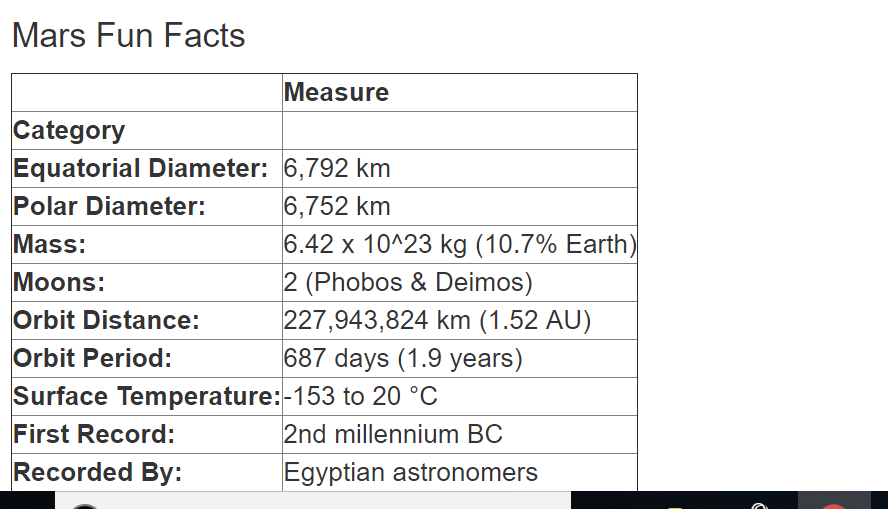 Mars Fun Facts
Measure
Category
Equatorial Diameter: 6,792 km
Polar Diameter: 6,752 km
Mass: 6.42 x 10^23 kg (10.7% Earth)
Moons: 2 (Phobos & Deimos)
Orbit Distance: 227,943,824 km (1.52 AU)
Orbit Period: 687 days (1.9 years)
Surface Temperature: -153 to 20 °C
First Record: 2nd millennium BC
Recorded By: Egyptian astronomers